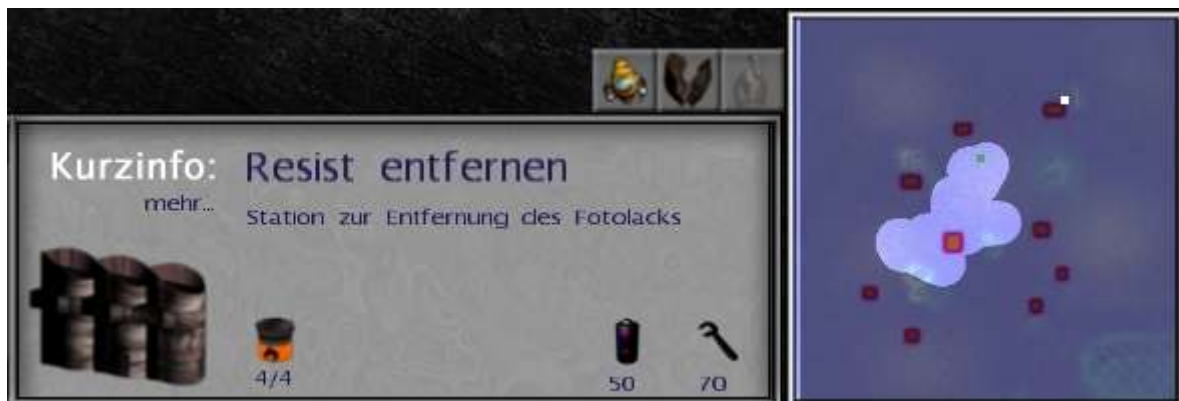 Kurzinfo: Resist entfernen
mehr... Station zur Entfernung des Fotolacks
4/4 50 70